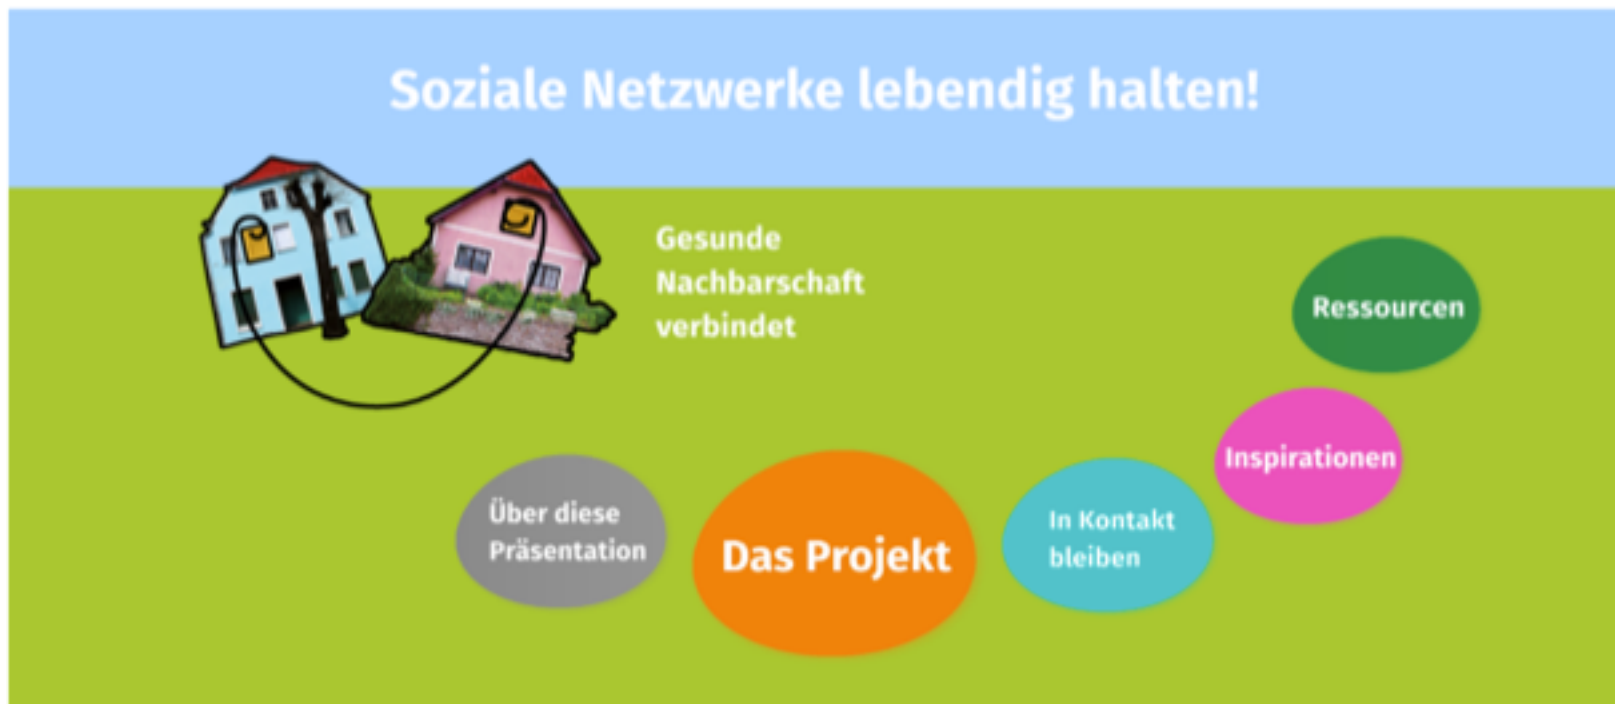 Soziale Netzwerke lebendig halten!
Gesunde
Nachbarschaft
verbindet
Ressourcen
Inspirationen
Über diese
Präsentation
Das Projekt
In Kontakt
bleiben